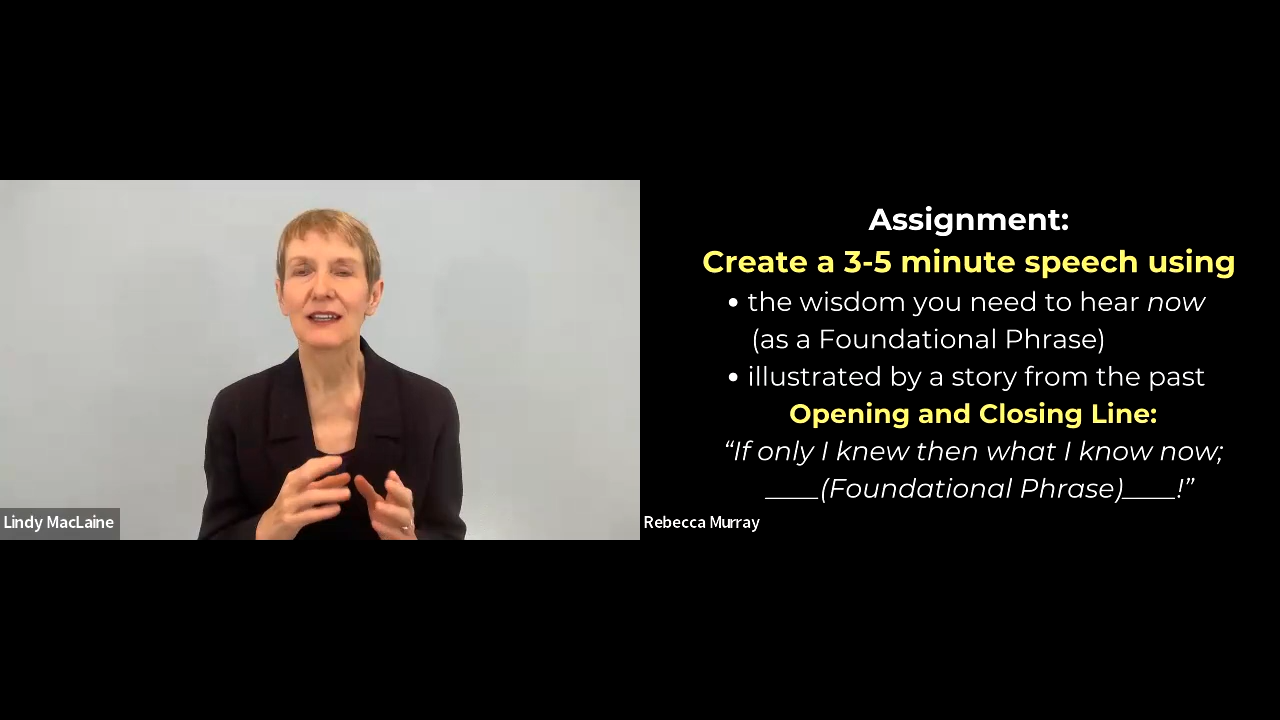 Assignment:
Create a 3-5 minute speech using
• the wisdom you need to hear now
(as a Foundational Phrase)
• illustrated by a story from the past
Opening and Closing Line:
“If only I knew then what I know now;
____(Foundational Phrase)____!”
Lindy MacLaine
Rebecca Murray